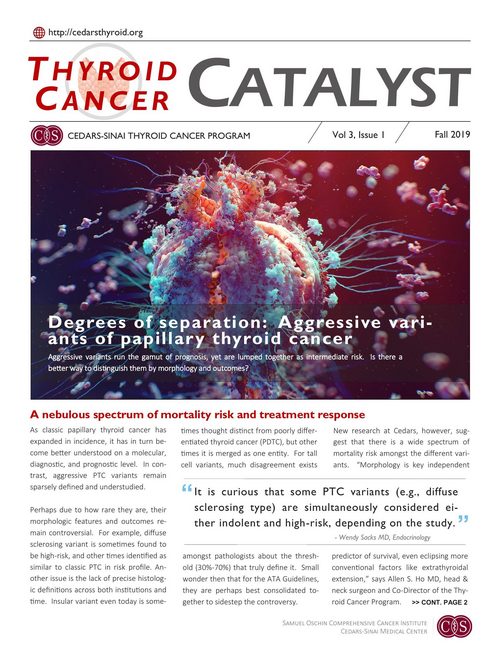 http://cedarsthyroid.org
THYROID
CANCER
CATALYST
CS
CEDARS-SINAI THYROID CANCER PROGRAM
Vol 3, Issue 1
Fall 2019
Degrees of separation: Aggressive vari-
ants of papillary thyroid cancer
Aggressive variants run the gamut of prognosis, yet are lumped together as intermediate risk. Is there a
better way to distinguish them by morphology and outcomes?
A nebulous spectrum of mortality risk and treatment response
As classic papillary thyroid cancer has
expanded in incidence, it has in turn be-
come better understood on a molecular,
diagnostic, and prognostic level. In con-
trast, aggressive PTC variants remain
sparsely defined and understudied.
Perhaps due to how rare they are, their
morphologic features and outcomes re-
main controversial. For example, diffuse
sclerosing variant is sometimes found to
be high-risk, and other times identified as
similar to classic PTC in risk profile. An-
other issue is the lack of precise histolog-
ic definitions across both institutions and
time. Insular variant even today is some-
times thought distinct from poorly differ-
entiated thyroid cancer (PDTC), but other
times it is merged as one entity. For tall
cell variants, much disagreement exists
amongst pathologists about the thresh-
old (30%-70%) that truly define it. Small
wonder then that for the ATA Guidelines,
they are perhaps best consolidated to-
gether to sidestep the controversy.
New research at Cedars, however, sug-
gest that there is a wide spectrum of
mortality risk amongst the different vari-
ants. "Morphology is key independent
predictor of survival, even eclipsing more
conventional factors like extrathyroidal
extension," says Allen S. Ho MD, head &
neck surgeon and Co-Director of the Thy-
roid Cancer Program. >> CONT. PAGE 2
“It is curious that some PTC variants (e.g., diffuse
sclerosing type) are simultaneously considered ei-
ther indolent and high-risk, depending on the study.”
- Wendy Sacks MD, Endocrinology
SAMUEL OSCHIN COMPREHENSIVE CANCER INSTITUTE
CEDARS-SINAI MEDICAL CENTER
CS